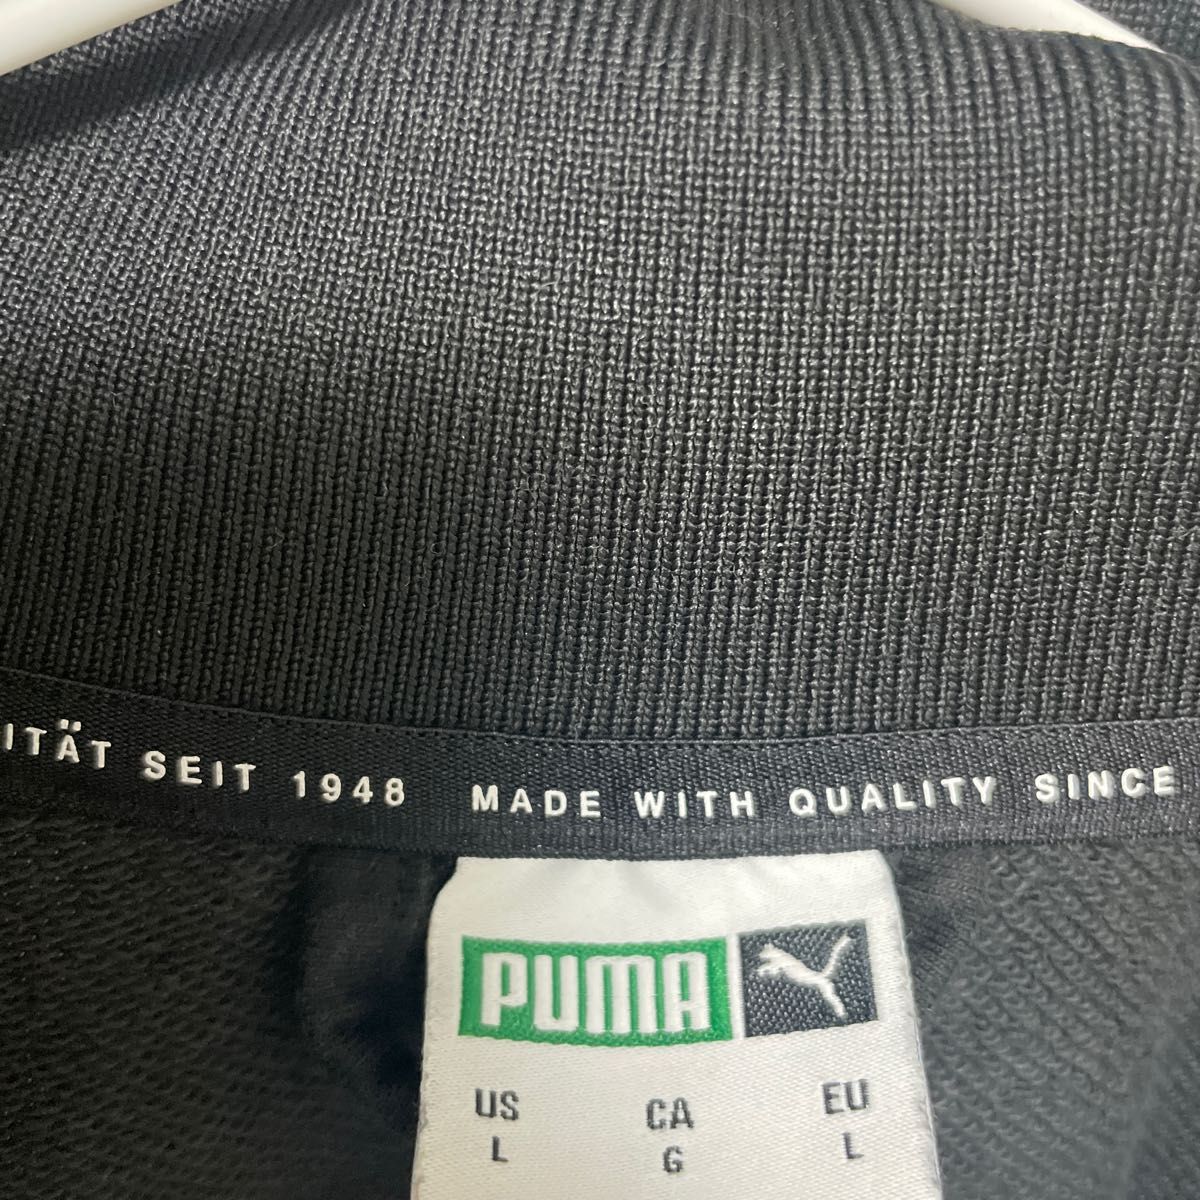 ITÄT SEIT 1948 MADE WITH QUALITY SINCE
PUMA
US CA EU
L G L